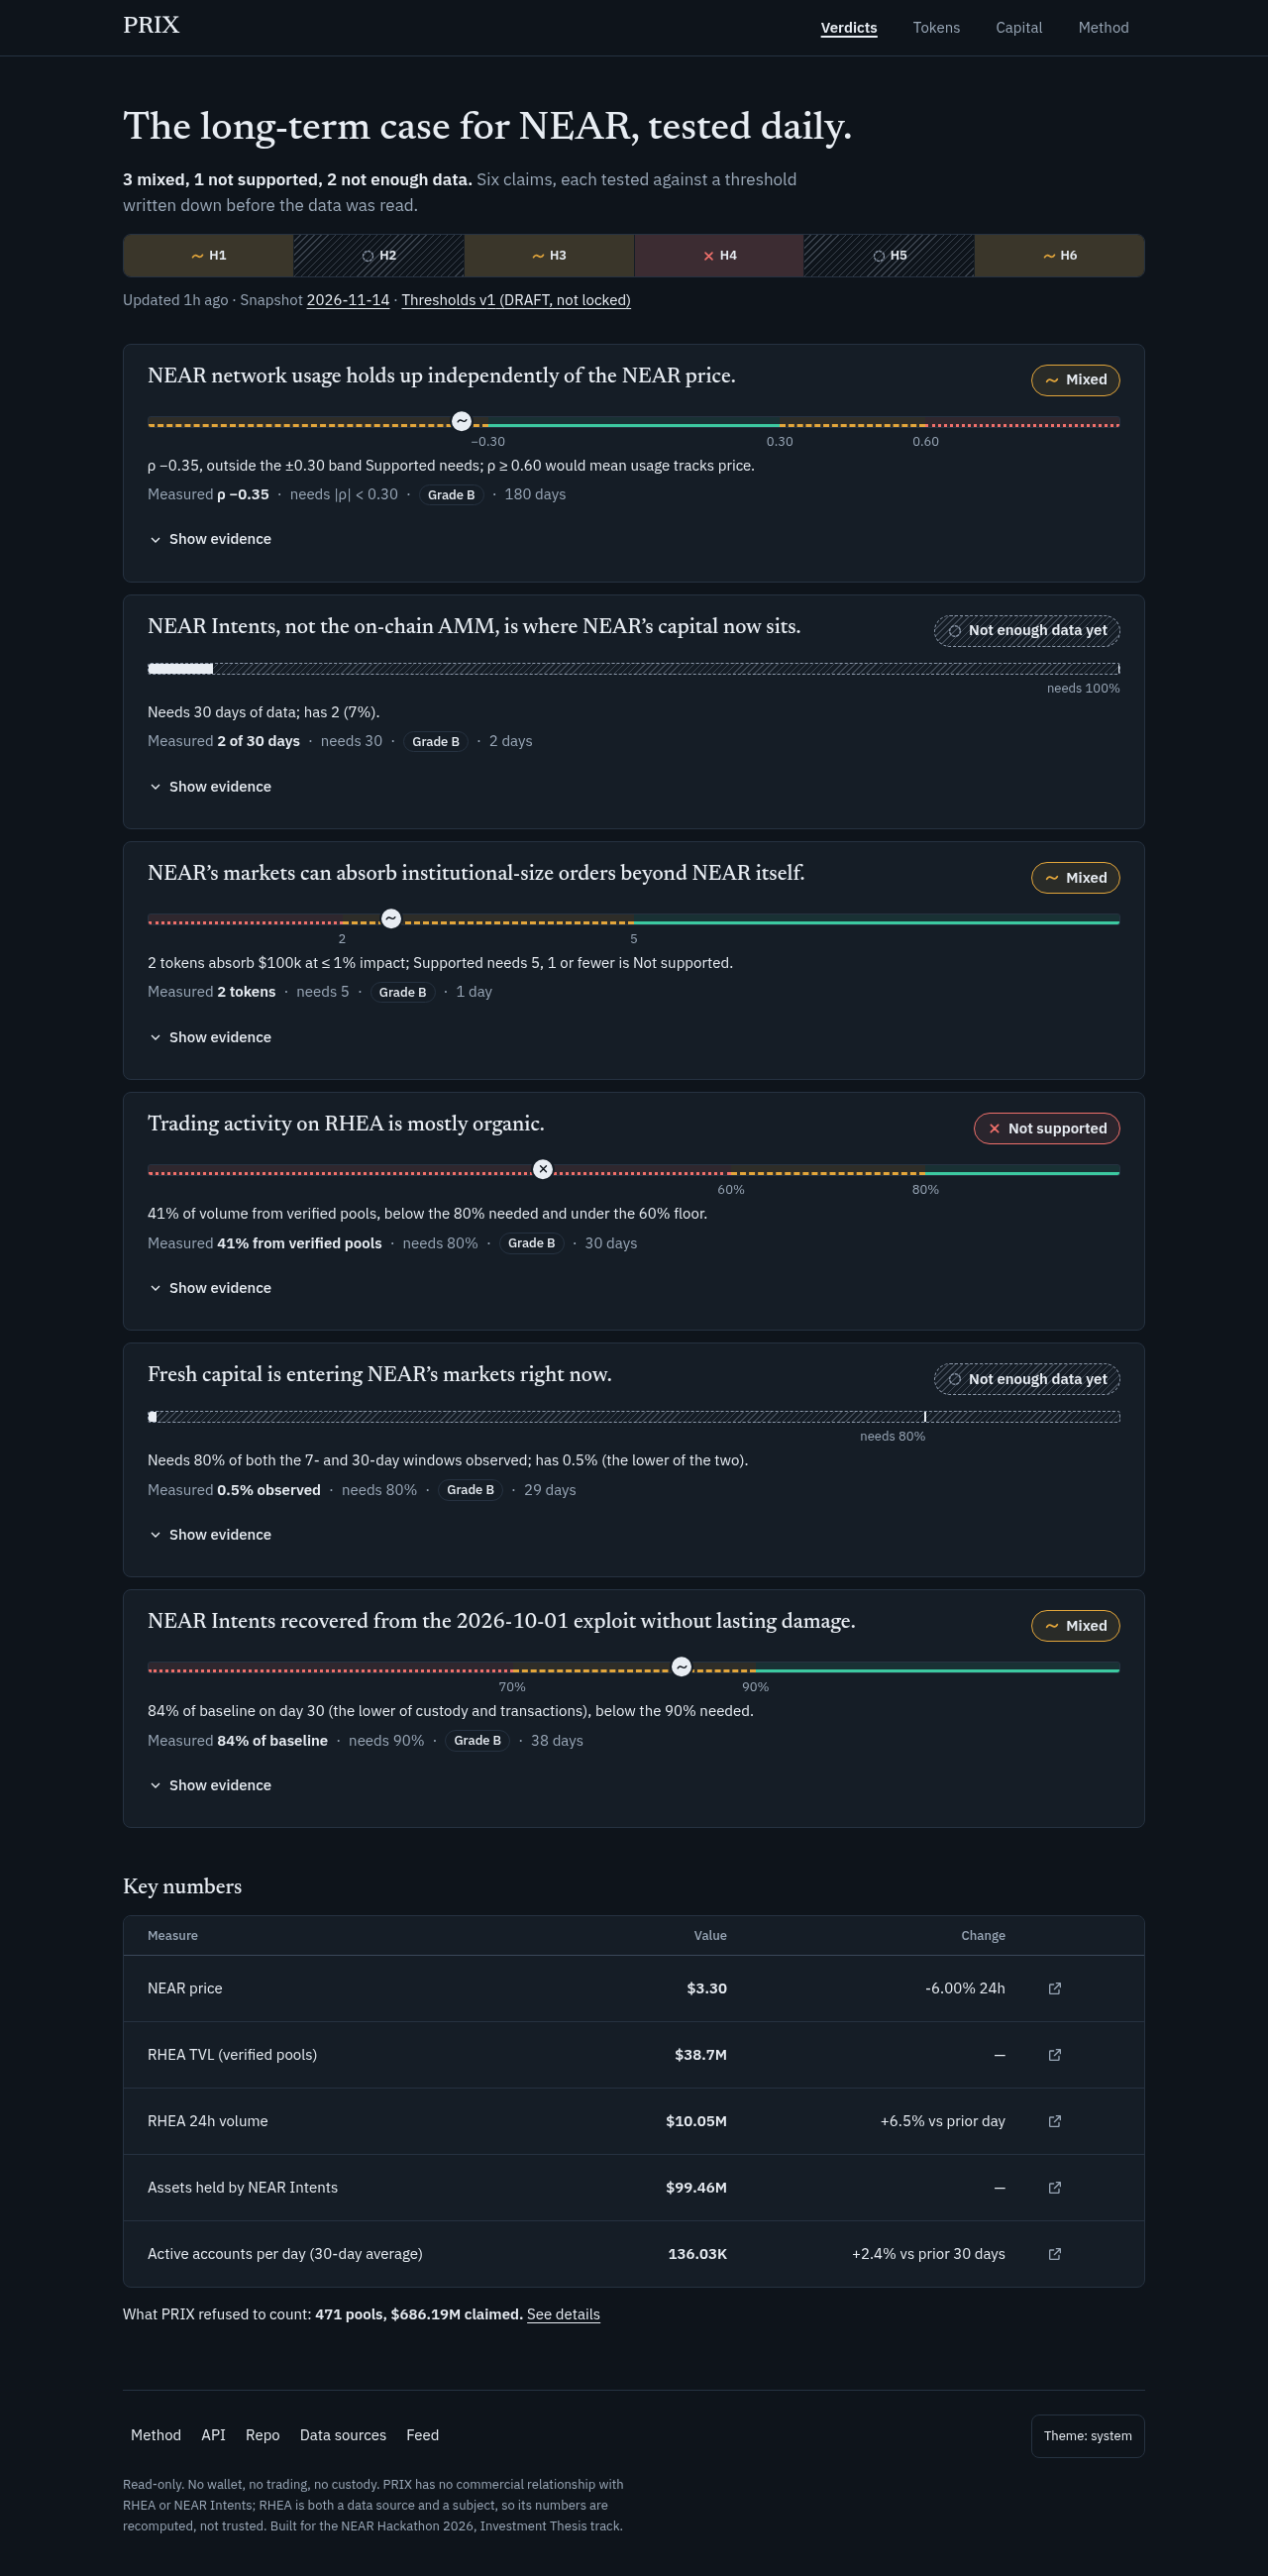 PRIX
Verdicts Tokens Capital Method
The long-term case for NEAR, tested daily.
3 mixed, 1 not supported, 2 not enough data. Six claims, each tested against a threshold
written down before the data was read.
H1 H2 H3 H4 H5 H6
Updated 1h ago · Snapshot 2026-11-14 · Thresholds v1 (DRAFT, not locked)
NEAR network usage holds up independently of the NEAR price.
Mixed
−0.30 0.30 0.60
ρ −0.35, outside the ±0.30 band Supported needs; ρ ≥ 0.60 would mean usage tracks price.
Measured ρ −0.35 · needs |ρ| < 0.30 · Grade B · 180 days
Show evidence
NEAR Intents, not the on-chain AMM, is where NEAR’s capital now sits.
Not enough data yet
needs 100%
Needs 30 days of data; has 2 (7%).
Measured 2 of 30 days · needs 30 · Grade B · 2 days
Show evidence
NEAR’s markets can absorb institutional-size orders beyond NEAR itself.
Mixed
2 5
2 tokens absorb $100k at ≤ 1% impact; Supported needs 5, 1 or fewer is Not supported.
Measured 2 tokens · needs 5 · Grade B · 1 day
Show evidence
Trading activity on RHEA is mostly organic.
Not supported
60% 80%
41% of volume from verified pools, below the 80% needed and under the 60% floor.
Measured 41% from verified pools · needs 80% · Grade B · 30 days
Show evidence
Fresh capital is entering NEAR’s markets right now.
Not enough data yet
needs 80%
Needs 80% of both the 7- and 30-day windows observed; has 0.5% (the lower of the two).
Measured 0.5% observed · needs 80% · Grade B · 29 days
Show evidence
NEAR Intents recovered from the 2026-10-01 exploit without lasting damage.
Mixed
70% 90%
84% of baseline on day 30 (the lower of custody and transactions), below the 90% needed.
Measured 84% of baseline · needs 90% · Grade B · 38 days
Show evidence
Key numbers
Measure Value Change
NEAR price $3.30 -6.00% 24h
RHEA TVL (verified pools) $38.7M —
RHEA 24h volume $10.05M +6.5% vs prior day
Assets held by NEAR Intents $99.46M —
Active accounts per day (30-day average) 136.03K +2.4% vs prior 30 days
What PRIX refused to count: 471 pools, $686.19M claimed. See details
Method API Repo Data sources Feed
Theme: system
Read-only. No wallet, no trading, no custody. PRIX has no commercial relationship with
RHEA or NEAR Intents; RHEA is both a data source and a subject, so its numbers are
recomputed, not trusted. Built for the NEAR Hackathon 2026, Investment Thesis track.